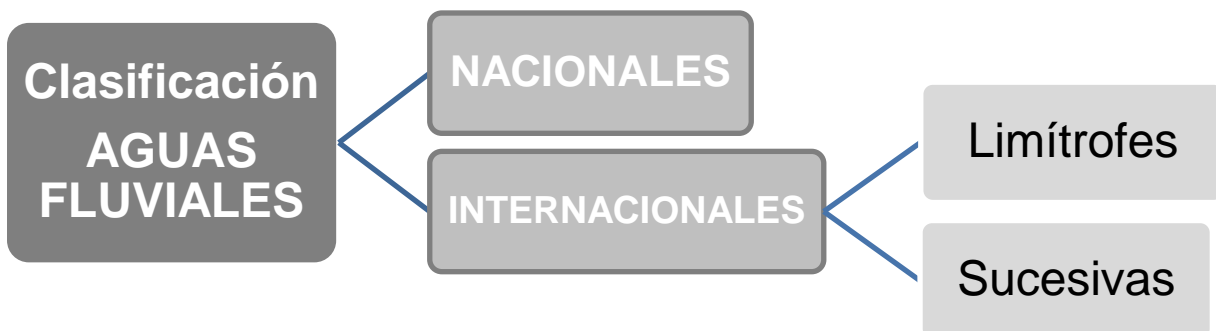 Clasificación
AGUAS
FLUVIALES
NACIONALES
INTERNACIONALES
Limítrofes
Sucesivas